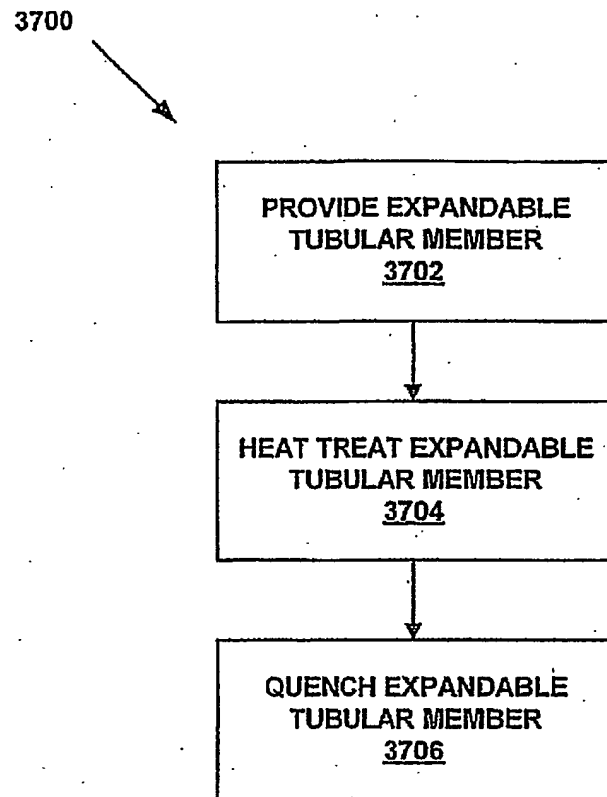 3700
PROVIDE EXPANDABLE
TUBULAR MEMBER
3702
HEAT TREAT EXPANDABLE
TUBULAR MEMBER
3704
QUENCH EXPANDABLE
TUBULAR MEMBER
3706